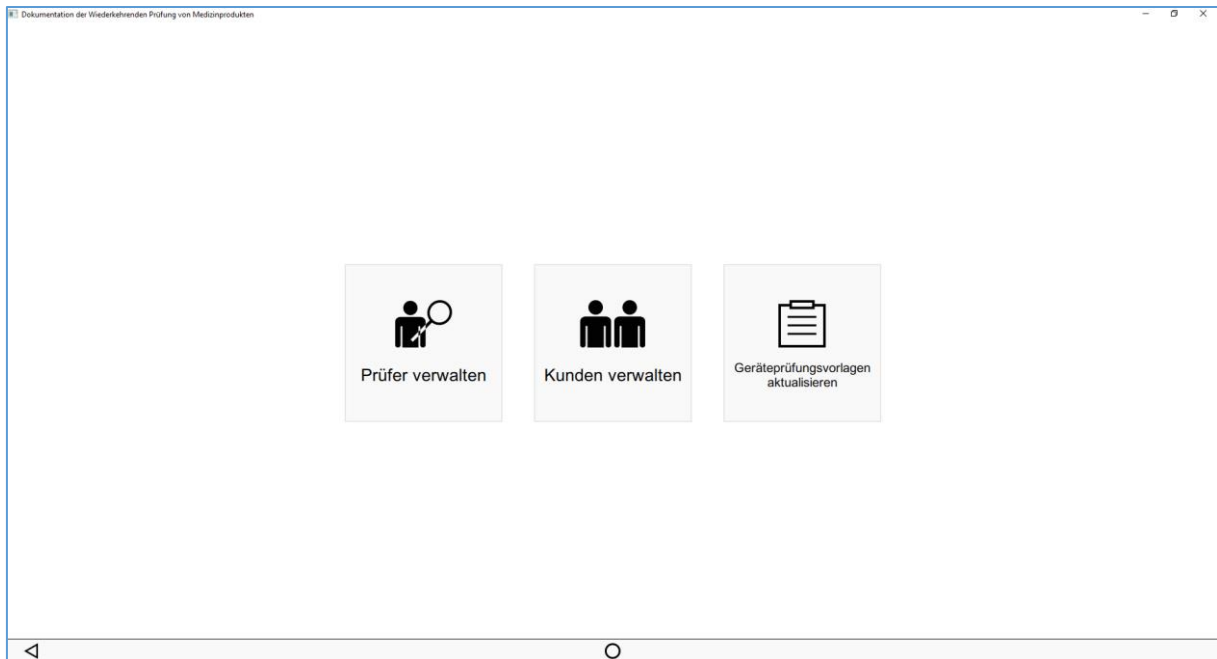 Dokumentation der Wiederkehrenden Prüfung von Medizinprodukten
Prüfer verwalten
Kunden verwalten
Geräteprüfungsvorlagen
aktualisieren